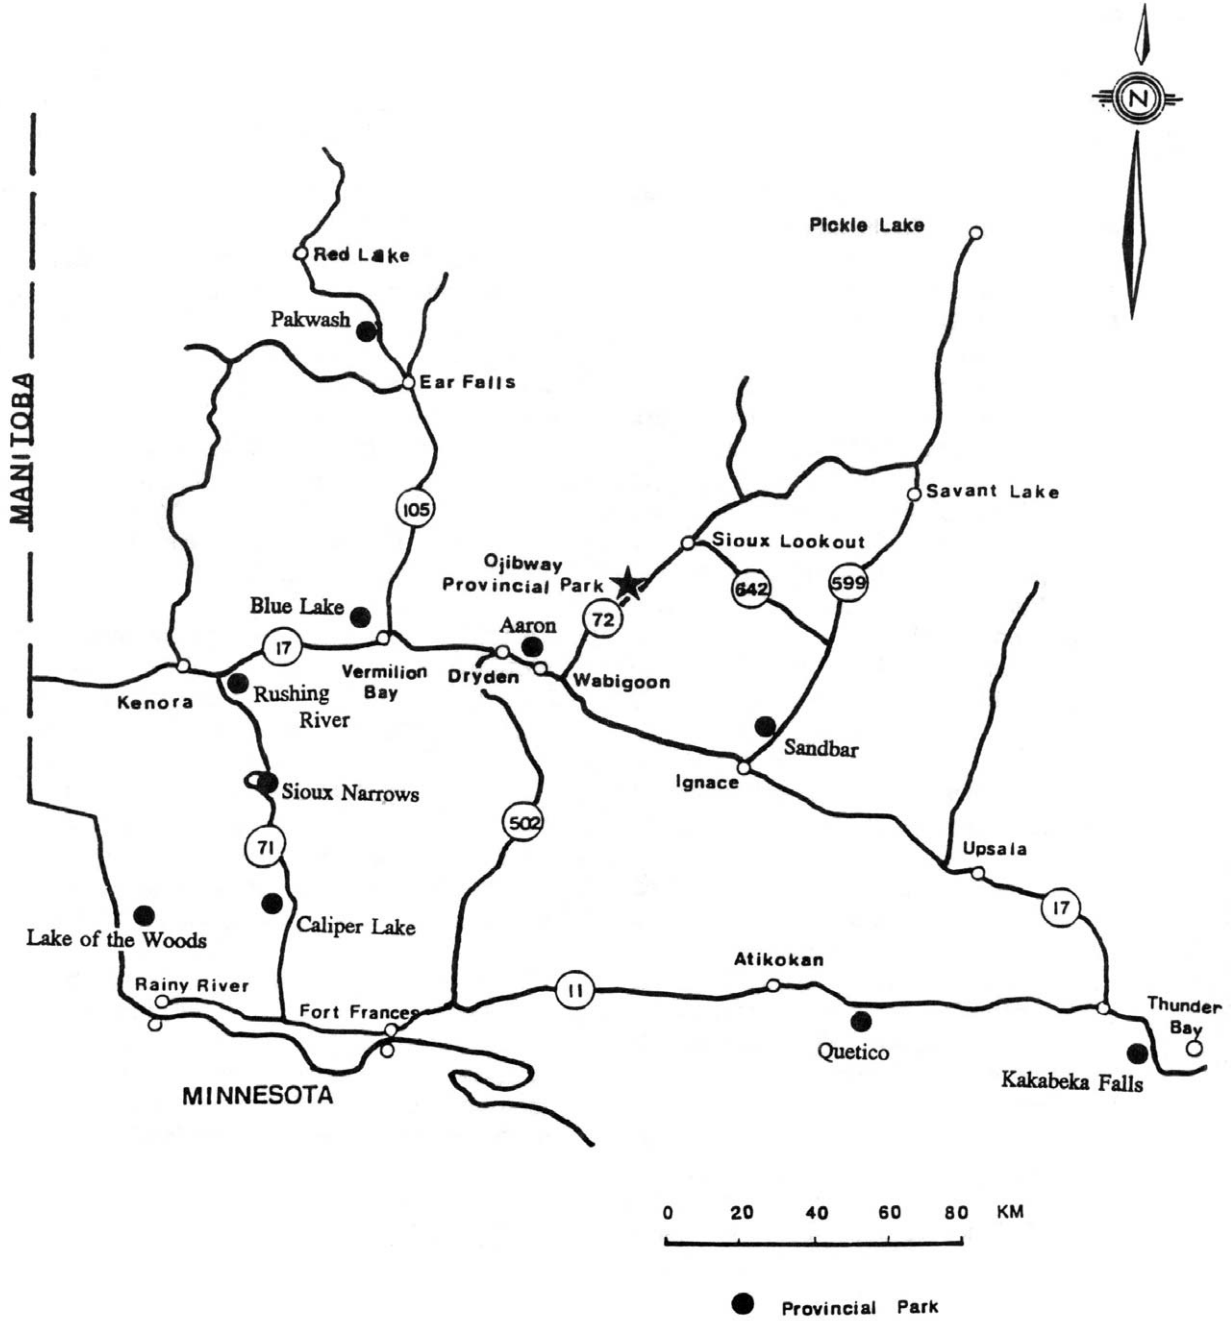 N
Pickle Lake
Red Lake
Pakwash
Ear Falls
MANITOBA
105
Savant Lake
Sioux Lookout
Ojibway
Provincial Park
642
599
Blue Lake
72
Aaron
17
Vermilion
Bay
Dryden
Wabigoon
Kenora
Rushing
River
Sandbar
Ignace
Sioux Narrows
502
71
Upsala
17
Caliper Lake
Lake of the Woods
Atikokan
Rainy River
11
Fort Frances
Thunder
Bay
Quetico
Kakabeka Falls
MINNESOTA
0 20 40 60 80 KM
Provincial Park